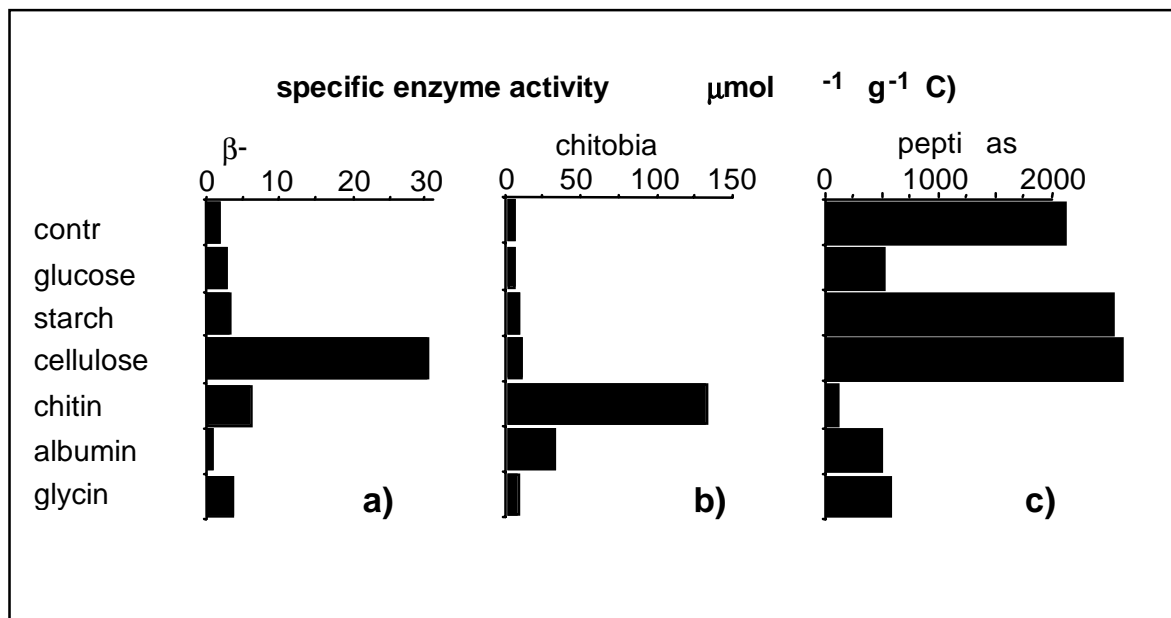 specific enzyme activity μmol -1 g-1 C)
β- chitobia pepti as
0 10 20 30 0 50 100 150 0 1000 2000
contr
glucose
starch
cellulose
chitin
albumin
glycin
a) b) c)